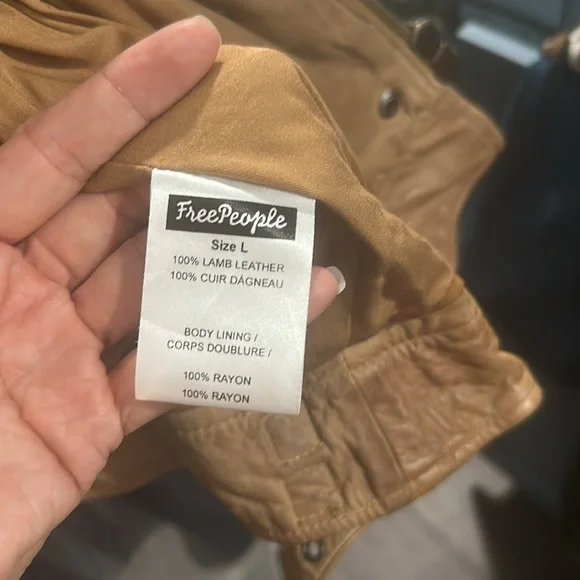 FreePeople
Size L
100% LAMB LEATHER
100% CUIR DÁGNEAU
BODY LINING /
CORPS DOUBLURE /
100% RAYON
100% RAYON